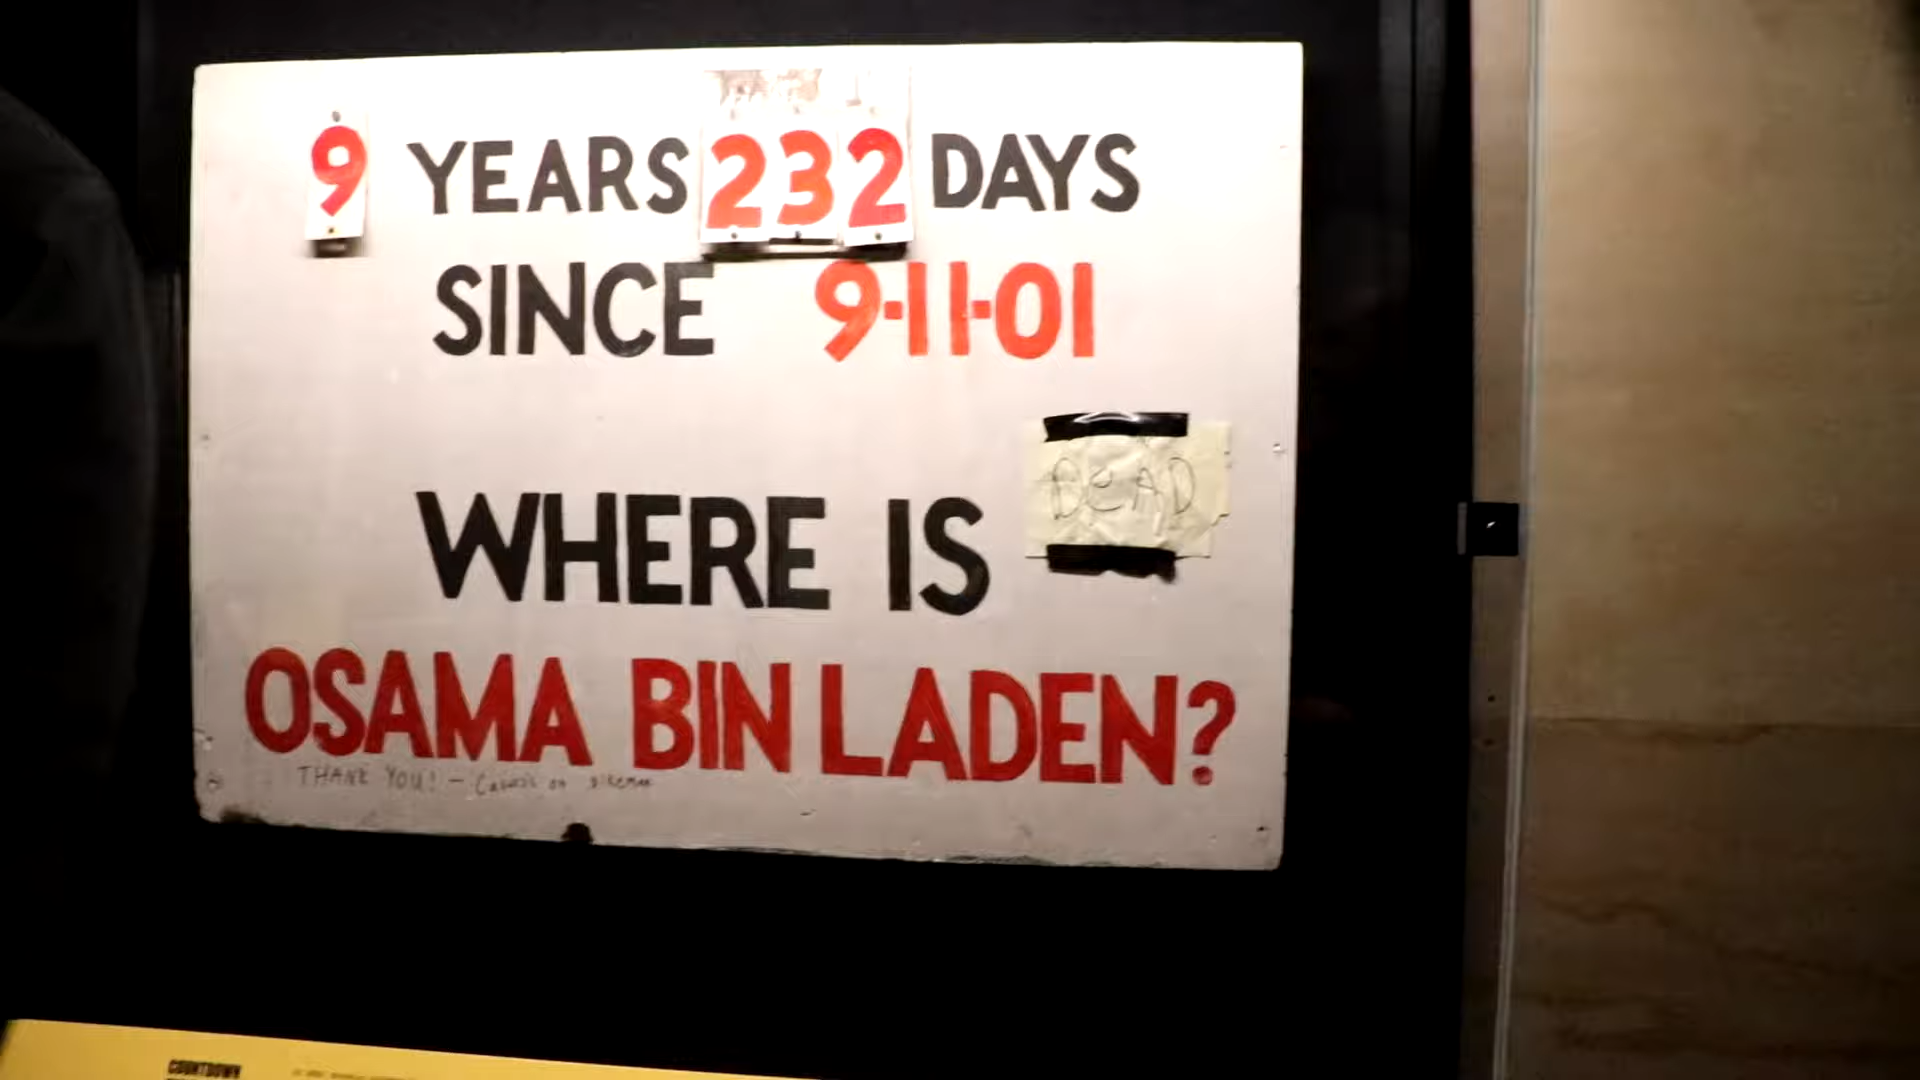 9 YEARS 232 DAYS
SINCE 9-11-01
DEAD
WHERE IS
OSAMA BIN LADEN?
THANK YOU! -
COUNTDOWN